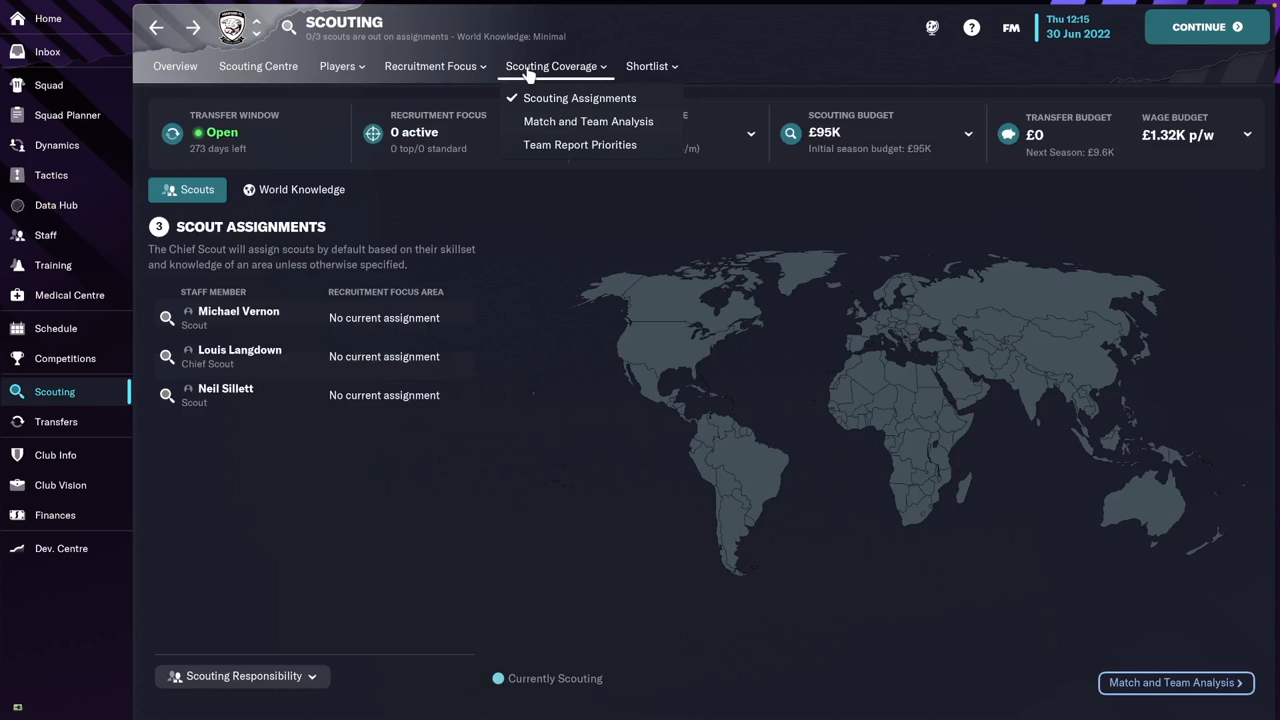 Home
Inbox
Squad
Squad Planner
Dynamics
Tactics
Data Hub
Staff
Training
Medical Centre
Schedule
Competitions
Scouting
Transfers
Club Info
Club Vision
Finances
Dev. Centre
SCOUTING
0/3 scouts are out on assignments - World Knowledge: Minimal
FM
Thu 12:15
30 Jun 2022
CONTINUE
Overview
Scouting Centre
Players
Recruitment Focus
Scouting Coverage
Shortlist
Scouting Assignments
Match and Team Analysis
Team Report Priorities
TRANSFER WINDOW
Open
273 days left
RECRUITMENT FOCUS
0 active
0 top/0 standard
/m)
SCOUTING BUDGET
£95K
Initial season budget: £95K
TRANSFER BUDGET
£0
Next Season: £9.6K
WAGE BUDGET
£1.32K p/w
Scouts
World Knowledge
3 SCOUT ASSIGNMENTS
The Chief Scout will assign scouts by default based on their skillset
and knowledge of an area unless otherwise specified.
STAFF MEMBER
RECRUITMENT FOCUS AREA
Michael Vernon
Scout
No current assignment
Louis Langdown
Chief Scout
No current assignment
Neil Sillett
Scout
No current assignment
Scouting Responsibility
Currently Scouting
Match and Team Analysis